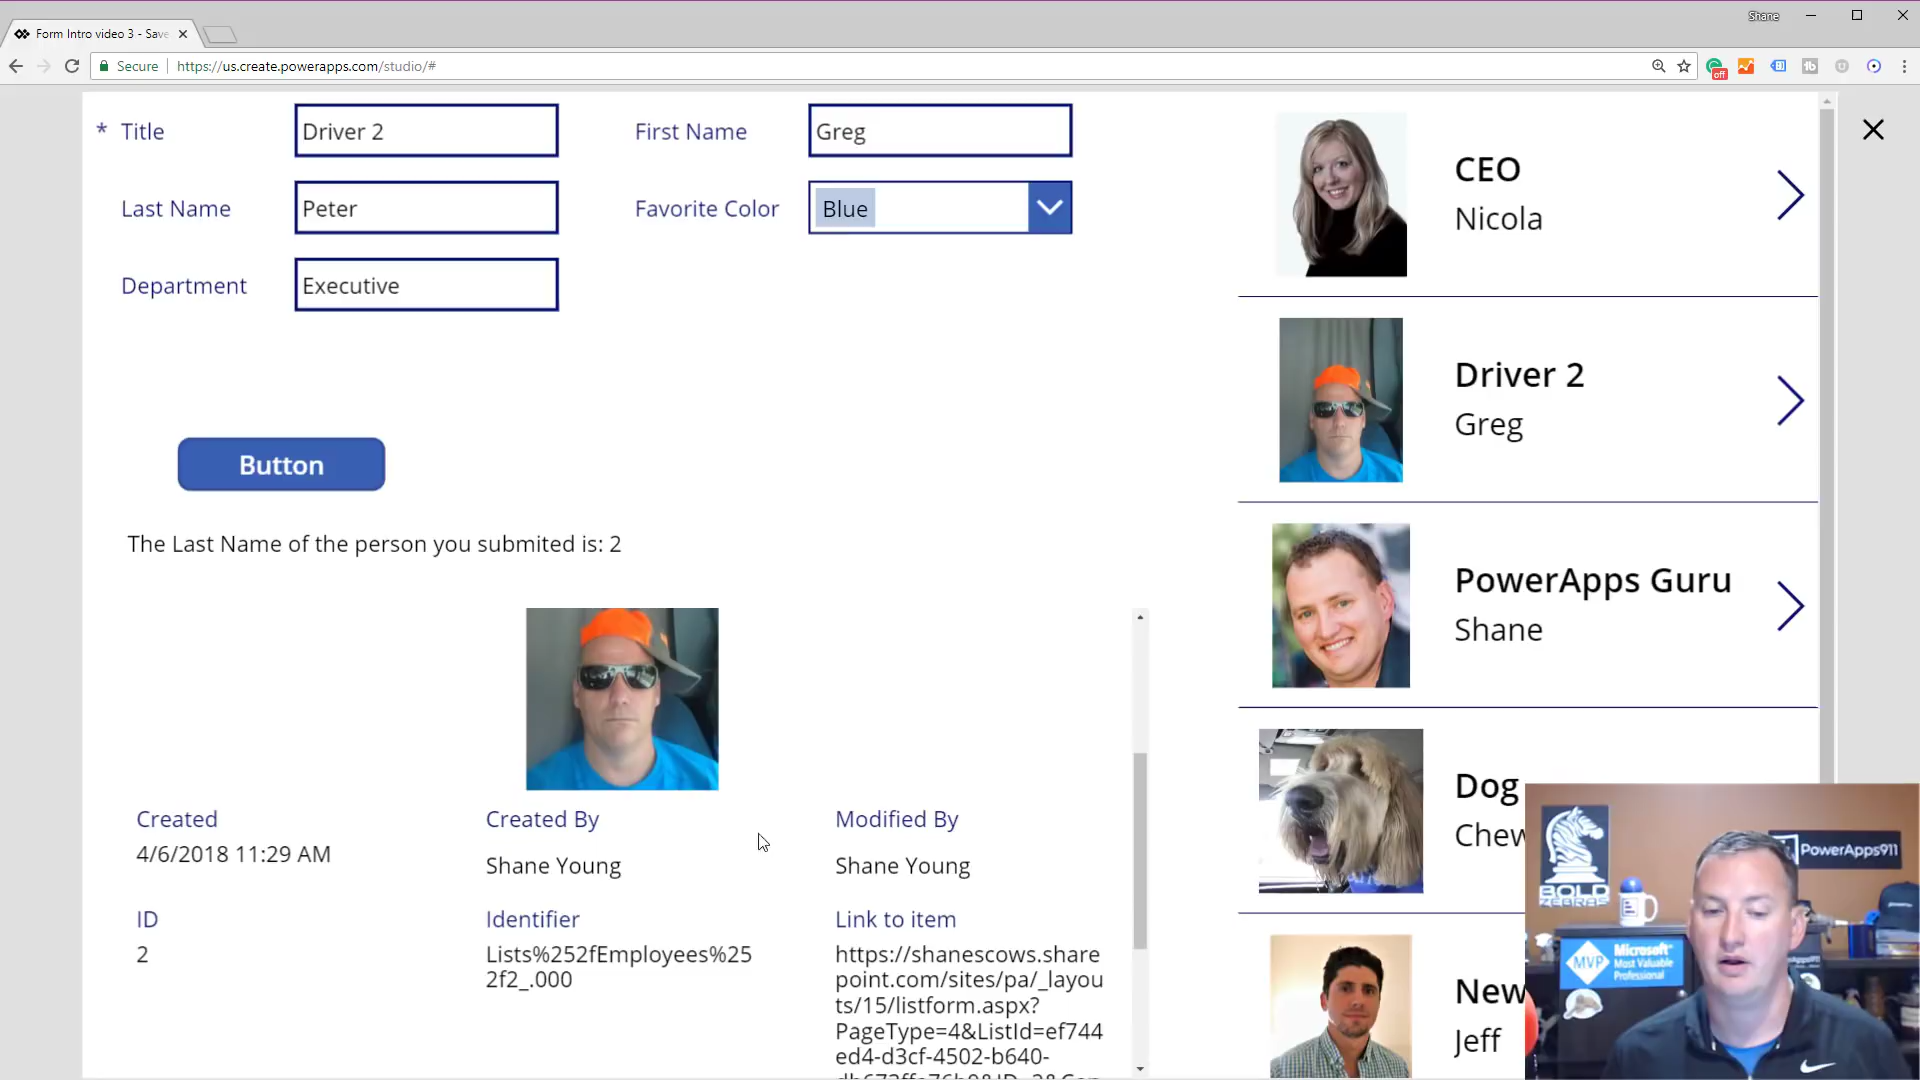 Shane
Form Intro video 3 - Save
Secure
https://us.create.powerapps.com/studio/#
off
* Title
Driver 2
First Name
Greg
Last Name
Peter
Favorite Color
Blue
Department
Executive
Button
The Last Name of the person you submited is: 2
Created
4/6/2018 11:29 AM
Created By
Shane Young
Modified By
Shane Young
ID
2
Identifier
Lists%252fEmployees%25
2f2_.000
Link to item
https://shanescows.share
point.com/sites/pa/_layou
ts/15/listform.aspx?
PageType=4&ListId=ef744
ed4-d3cf-4502-b640-
CEO
Nicola
Driver 2
Greg
PowerApps Guru
Shane
Dog
Chew
New
Jeff
PowerApps911
BOLD
ZEBRAS
Microsoft
MVP
Most Valuable
Professional